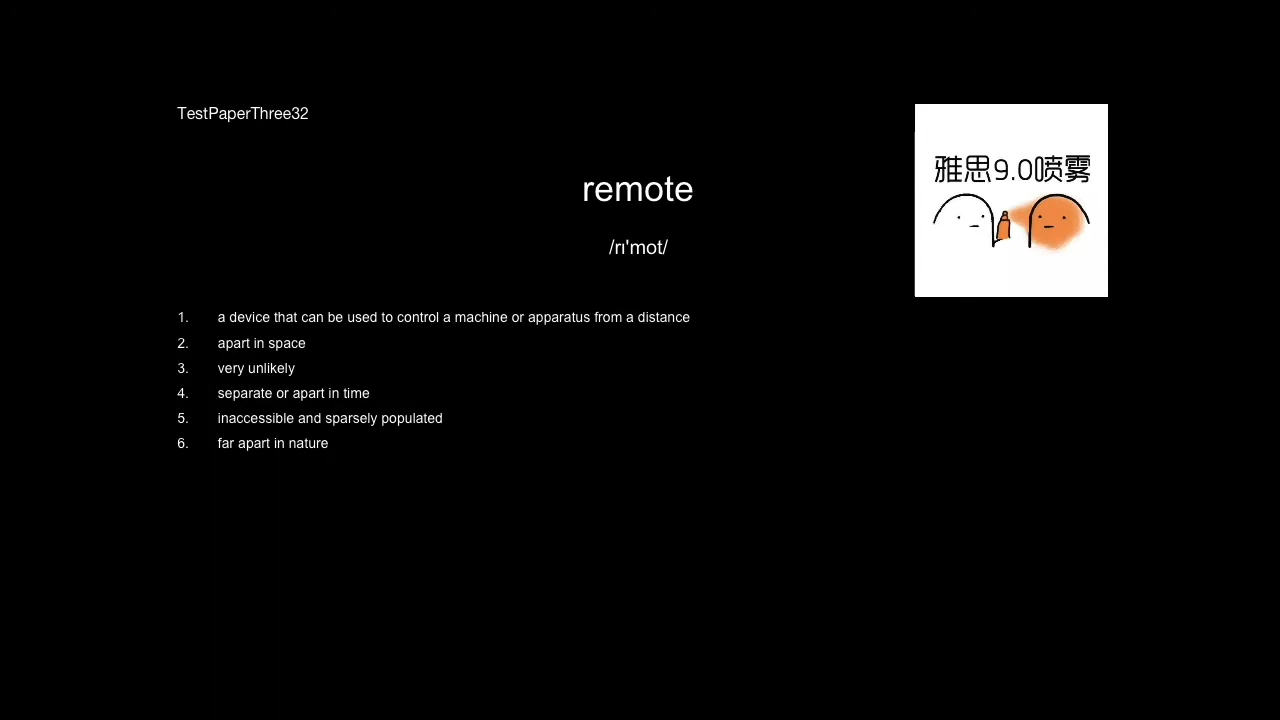 TestPaperThree32
雅思9.0喷雾
remote
/rɪ'mot/
1. a device that can be used to control a machine or apparatus from a distance
2. apart in space
3. very unlikely
4. separate or apart in time
5. inaccessible and sparsely populated
6. far apart in nature